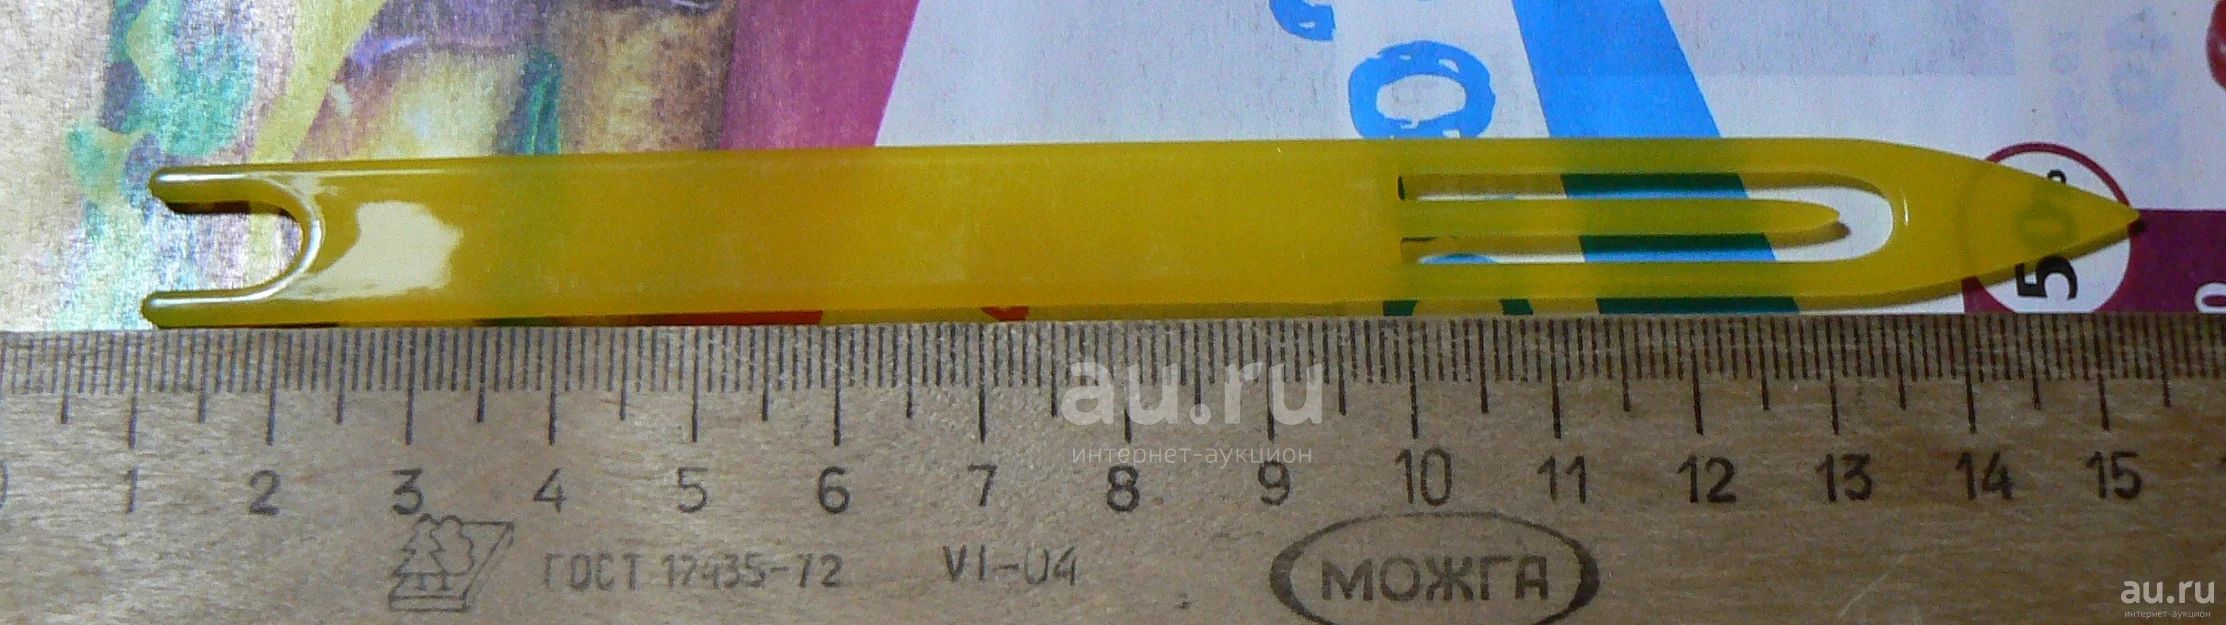 50%
au.ru
интернет-аукцион
1 2 3 4 5 6 7 8 9 10 11 12 13 14 15
ГОСТ 17435-72 VI-04 МОЖГА
au.ru
интернет-аукцион